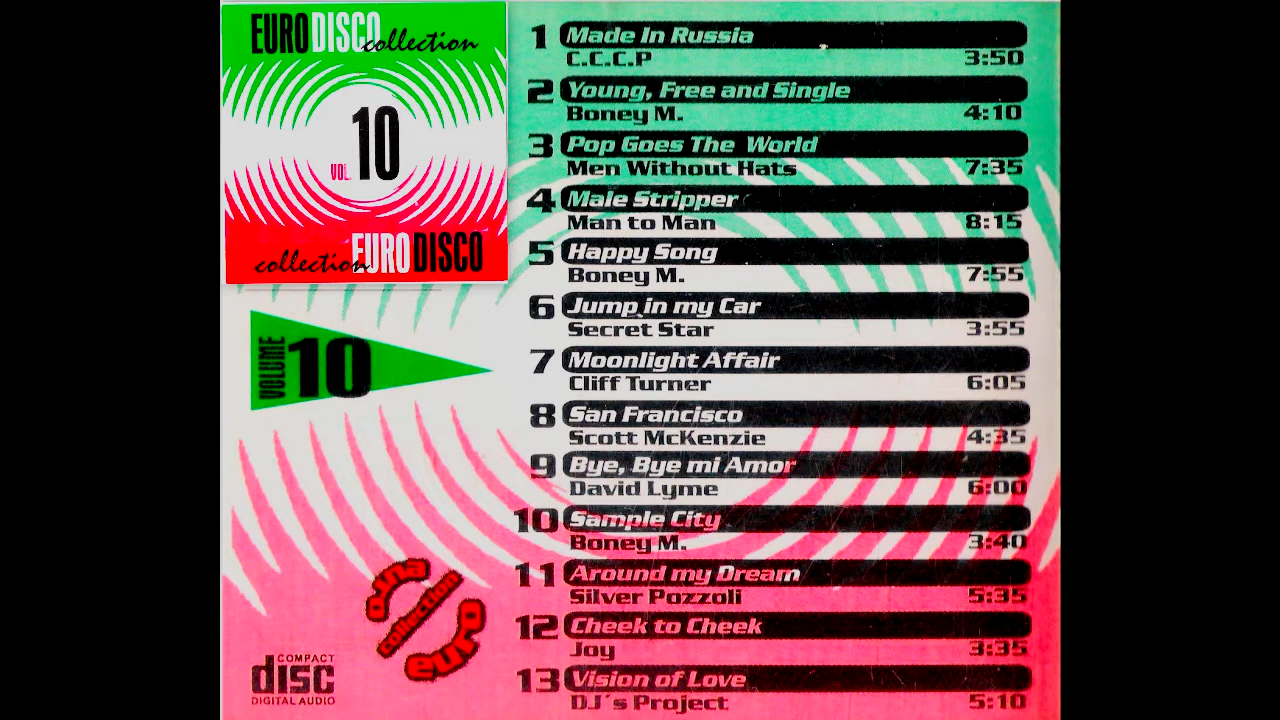 EURO DISCO
collection
VOL. 10
collection
EURO DISCO
VOLUME 10
1 Made In Russia
C.C.C.P 3:50
2 Young, Free and Single
Boney M. 4:10
3 Pop Goes The World
Men Without Hats 7:35
4 Male Stripper
Man to Man 8:15
5 Happy Song
Boney M. 7:55
6 Jump in my Car
Secret Star 3:55
7 Moonlight Affair
Cliff Turner 6:05
8 San Francisco
Scott McKenzie 4:35
9 Bye, Bye mi Amor
David Lyme 6:00
10 Sample City
Boney M. 3:40
11 Around my Dream
Silver Pozzoli 5:35
12 Cheek to Cheek
Joy 3:35
13 Vision of Love
DJ´s Project 5:10
collection
euro
COMPACT
disc
DIGITAL AUDIO